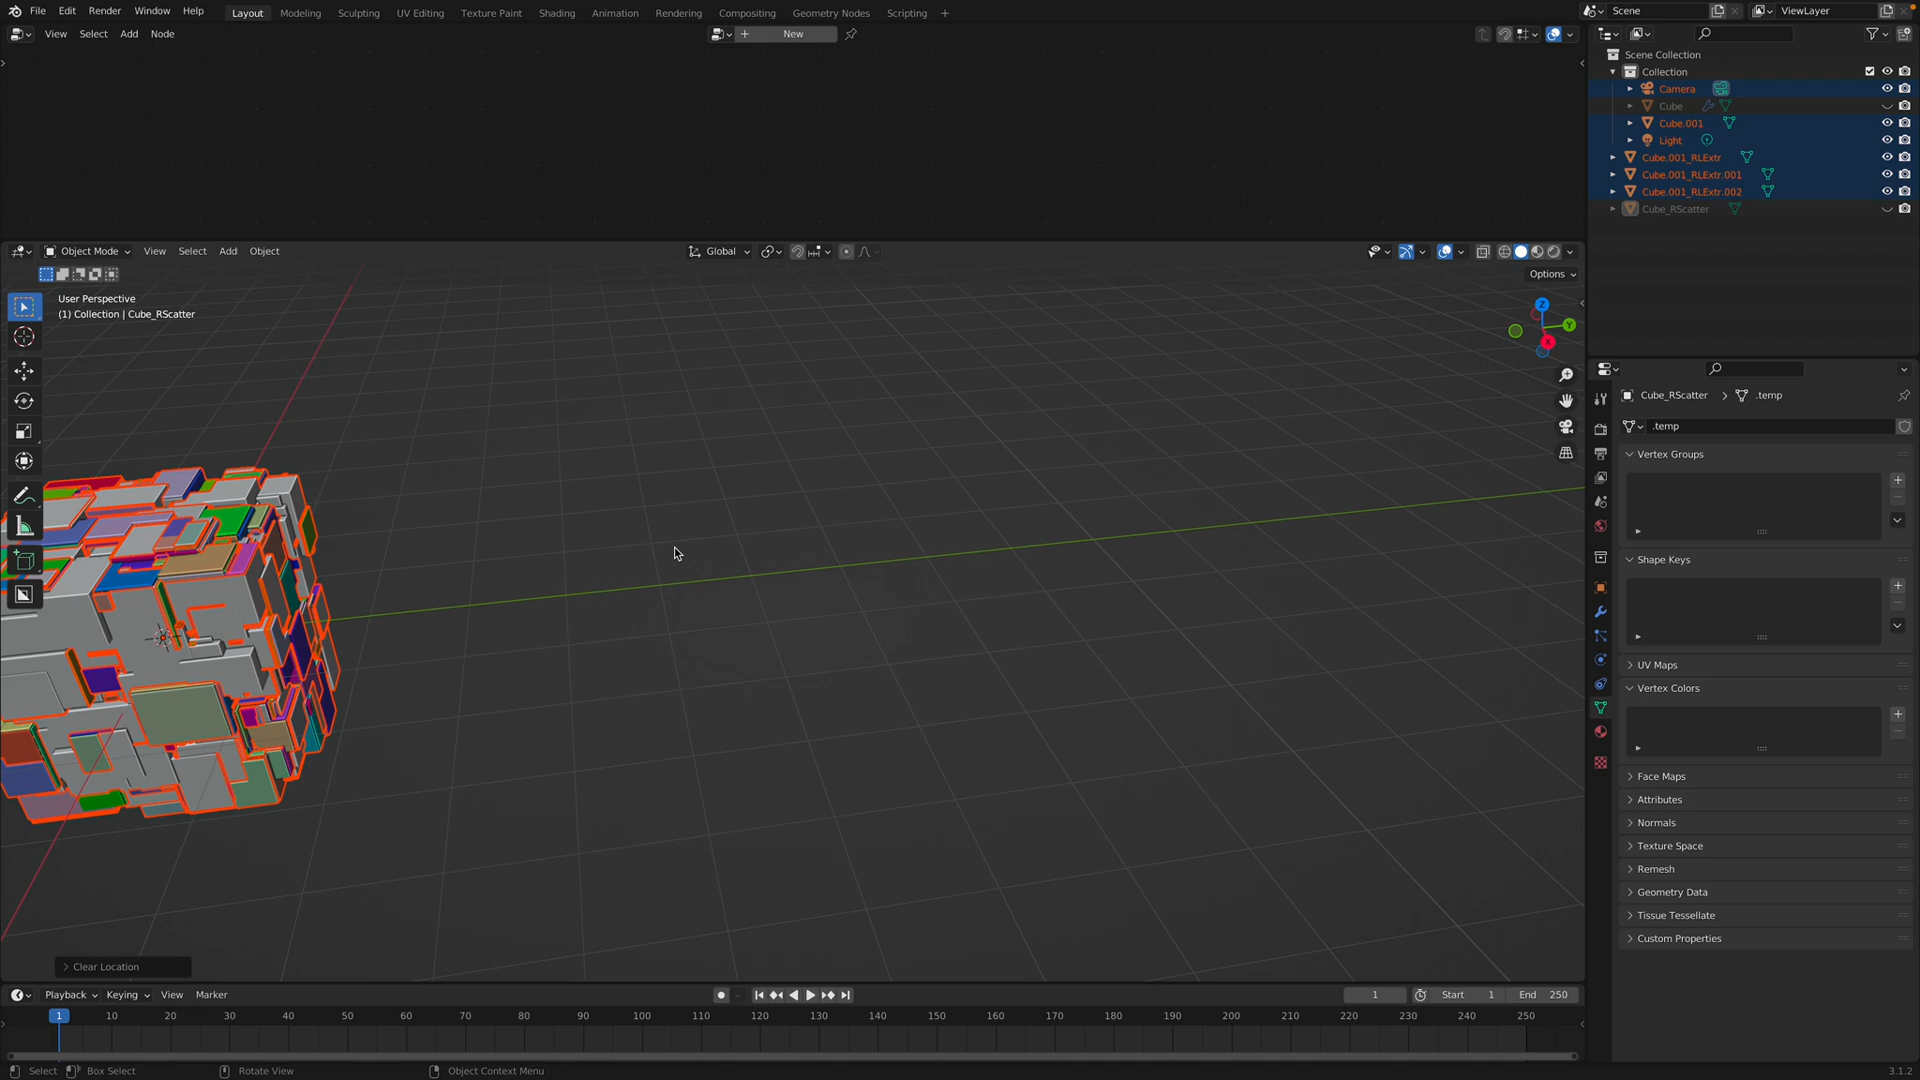 File Edit Render Window Help Layout Modeling Sculpting UV Editing Texture Paint Shading Animation Rendering Compositing Geometry Nodes Scripting + Scene ViewLayer
View Select Add Node New
Scene Collection
Collection
Camera
Cube
Cube.001
Light
Cube.001_RLExtr
Cube.001_RLExtr.001
Cube.001_RLExtr.002
Cube_RScatter
Object Mode View Select Add Object Global
Options
User Perspective
(1) Collection | Cube_RScatter
Z
Y
X
Cube_RScatter > .temp
.temp
Vertex Groups
Shape Keys
UV Maps
Vertex Colors
Face Maps
Attributes
Normals
Texture Space
Remesh
Geometry Data
Tissue Tessellate
Custom Properties
Clear Location
Playback Keying View Marker 1 Start 1 End 250
1 10 20 30 40 50 60 70 80 90 100 110 120 130 140 150 160 170 180 190 200 210 220 230 240 250
Select Box Select Rotate View Object Context Menu 3.1.2